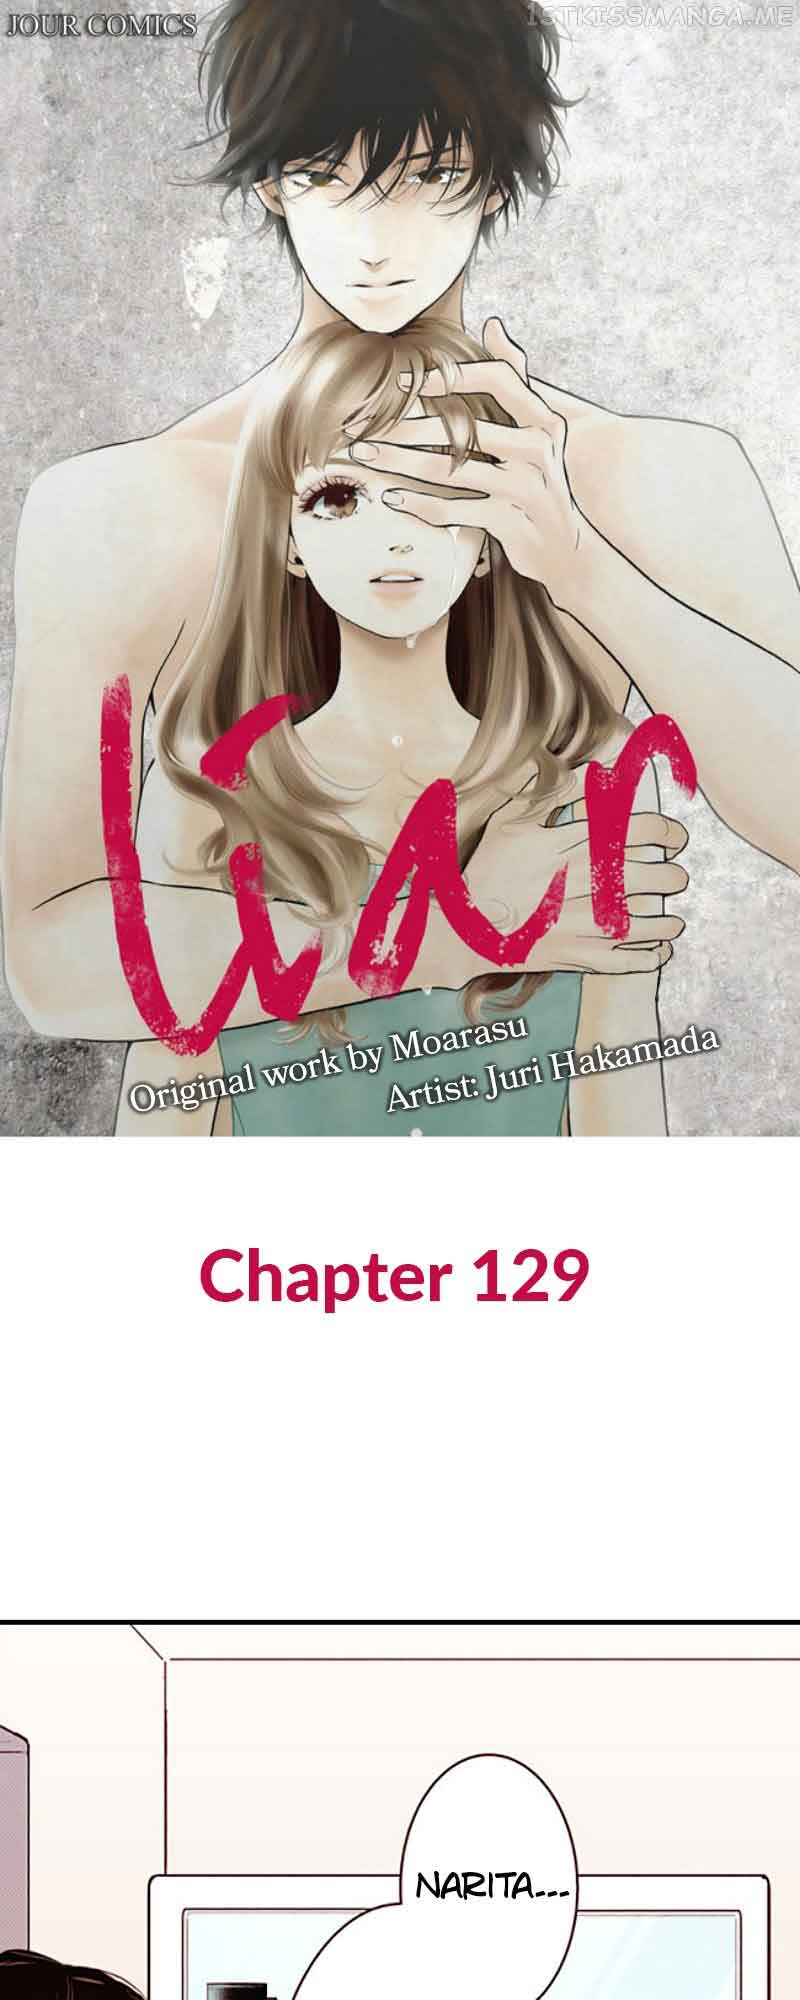 JOUR COMICS
1STKISSMANGA.ME
liar
Original work by Moarasu
Artist: Juri Hakamada
Chapter 129
NARITA...